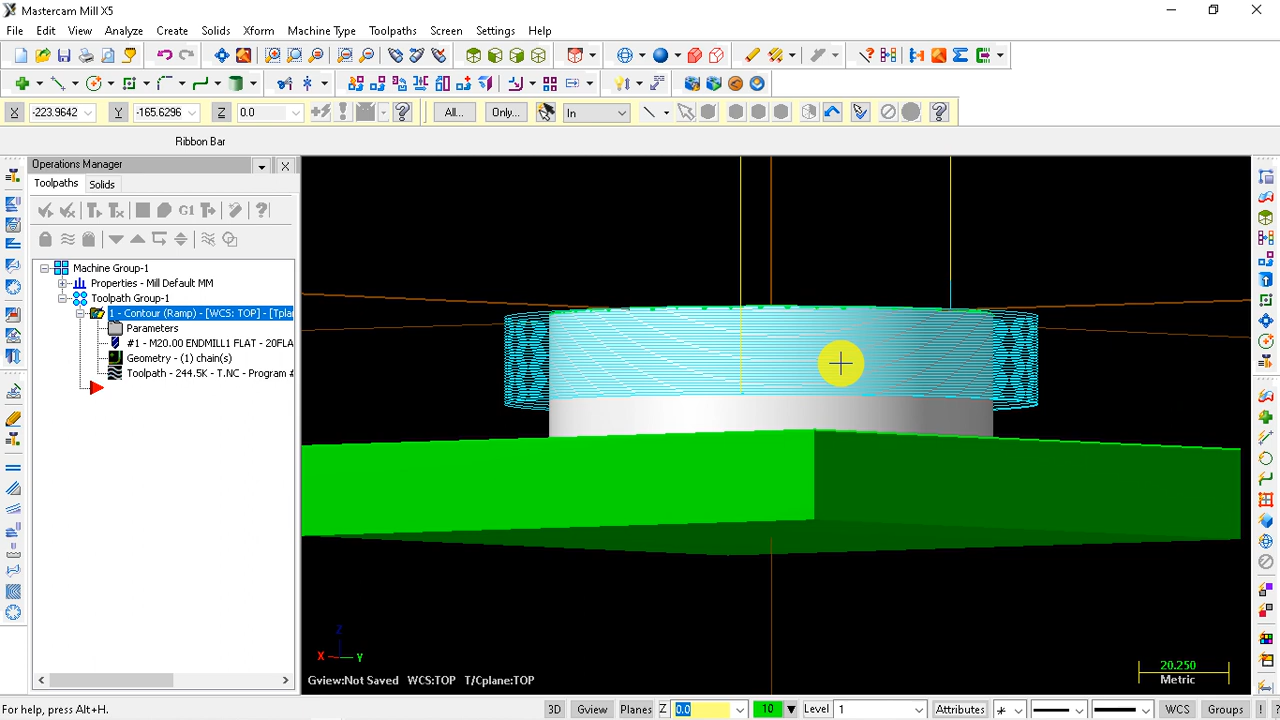 Mastercam Mill X5
File Edit View Analyze Create Solids Xform Machine Type Toolpaths Screen Settings Help
X -223.9642 Y -165.6296 Z 0.0 All... Only... In
Ribbon Bar
Operations Manager
Toolpaths Solids
G1
Machine Group-1
Properties - Mill Default MM
Toolpath Group-1
1 - Contour (Ramp) - [WCS: TOP] - [Tplan
Parameters
#1 - M20.00 ENDMILL1 FLAT - 20FLA
Geometry - (1) chain(s)
Toolpath - 244.5K - T.NC - Program #
Z
X Y
20.250
Metric
Gview:Not Saved WCS:TOP T/Cplane:TOP
For help, press Alt+H.
3D Gview Planes Z 0.0 10 Level 1 Attributes WCS Groups ?